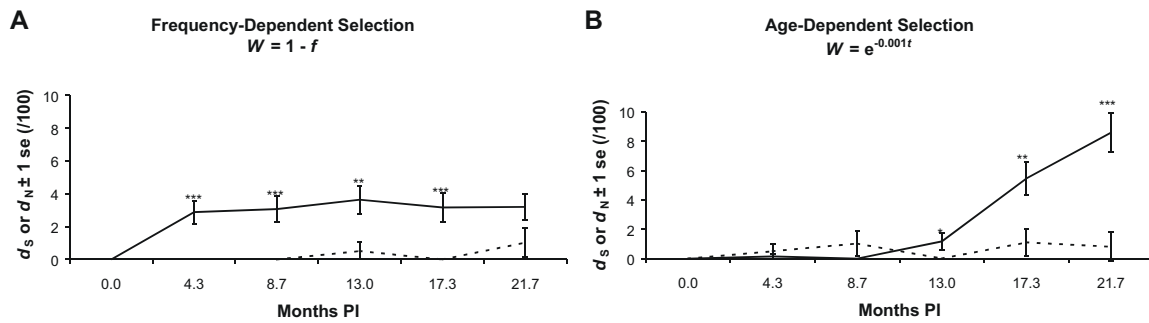 A
Frequency-Dependent Selection
W = 1 - f
d_S or d_N ± 1 se (/100)
10
8
6
4
2
0
***
***
**
***
0.0 4.3 8.7 13.0 17.3 21.7
Months PI
B
Age-Dependent Selection
W = e^-0.001t
d_S or d_N ± 1 se (/100)
10
8
6
4
2
0
*
**
***
0.0 4.3 8.7 13.0 17.3 21.7
Months PI